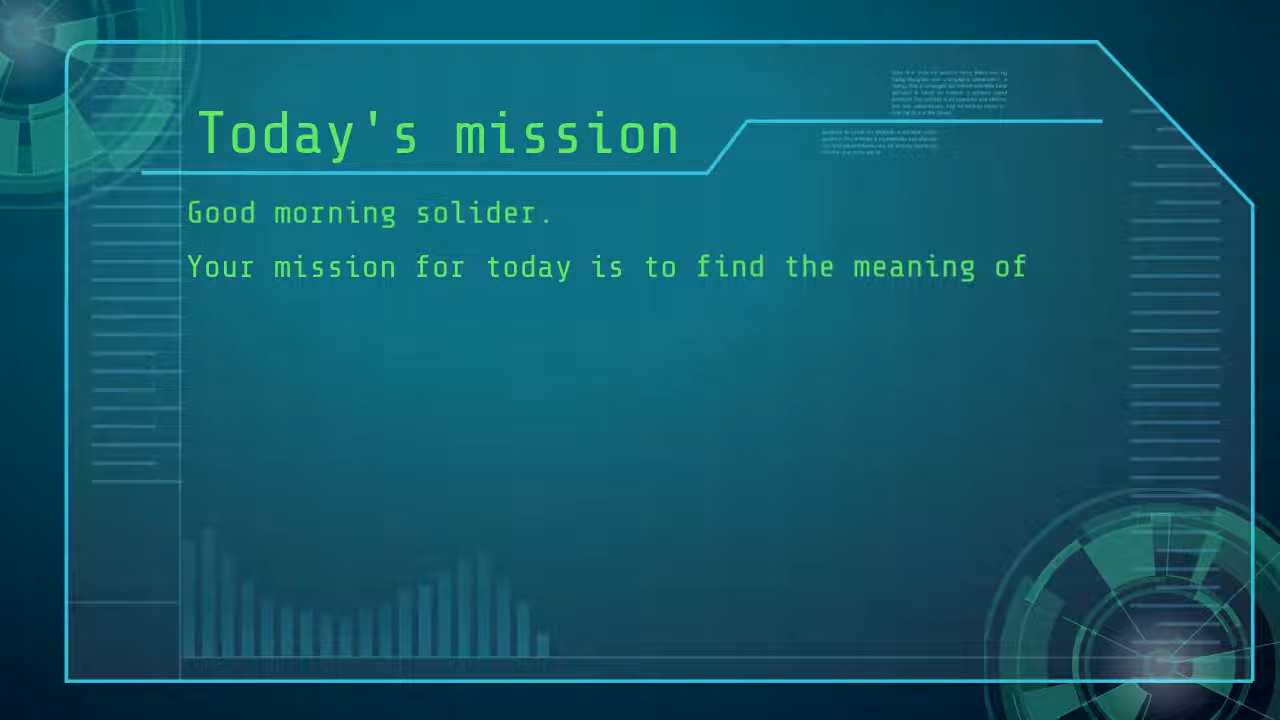 Today's mission
Good morning solider.
Your mission for today is to find the meaning of